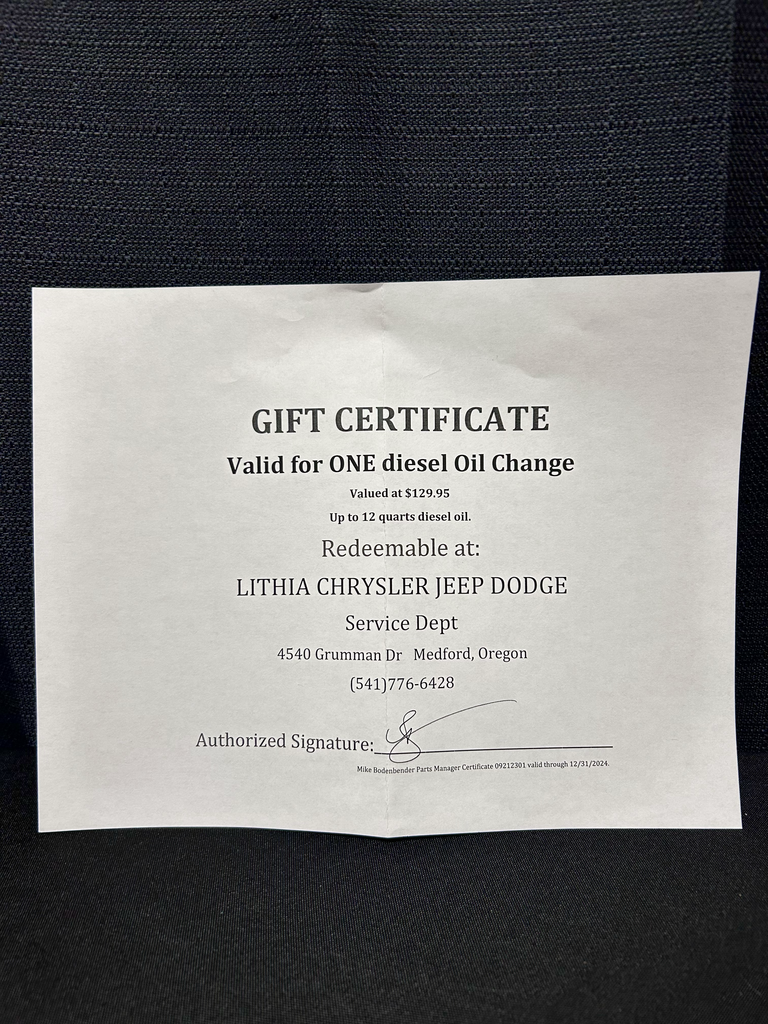 GIFT CERTIFICATE
Valid for ONE diesel Oil Change
Valued at $129.95
Up to 12 quarts diesel oil.
Redeemable at:
LITHIA CHRYSLER JEEP DODGE
Service Dept
4540 Grumman Dr Medford, Oregon
(541)776-6428
Authorized Signature:
Mike Bodenbender Parts Manager Certificate 09212301 valid through 12/31/2024.